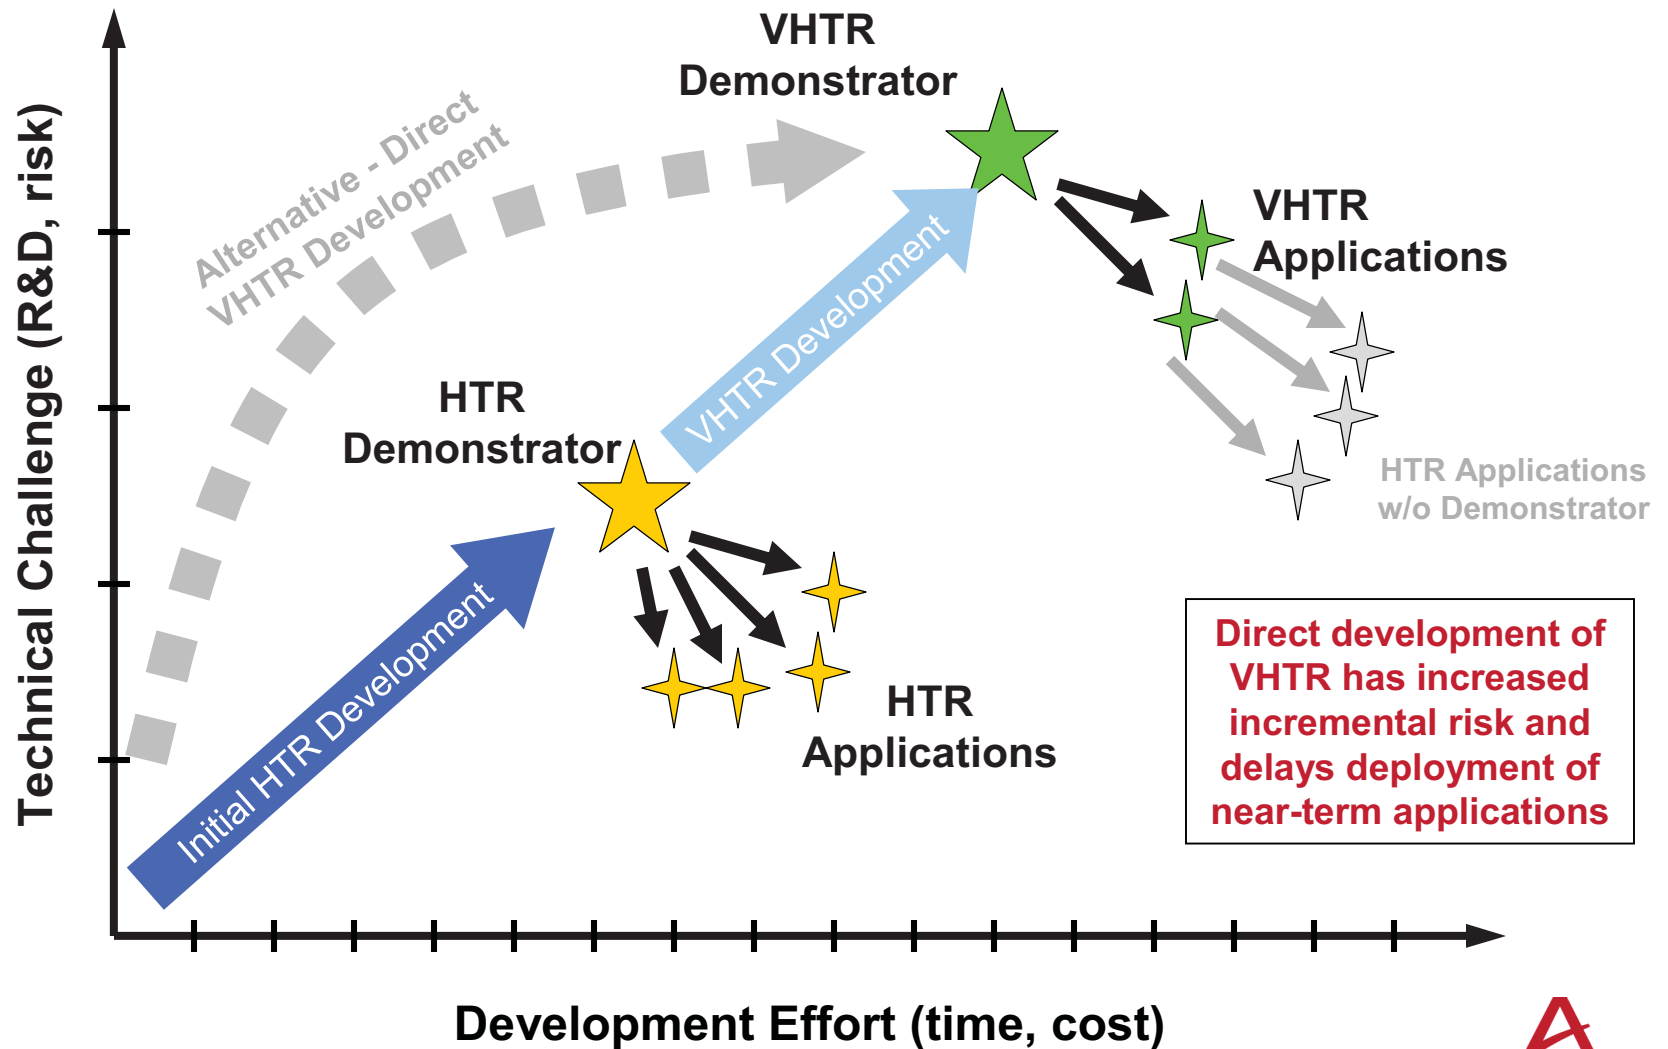 VHTR
Demonstrator
Alternative - Direct
VHTR Development
Technical Challenge (R&D, risk)
VHTR
Applications
VHTR Development
HTR
Demonstrator
HTR Applications
w/o Demonstrator
Initial HTR Development
Direct development of
VHTR has increased
incremental risk and
delays deployment of
near-term applications
HTR
Applications
Development Effort (time, cost)